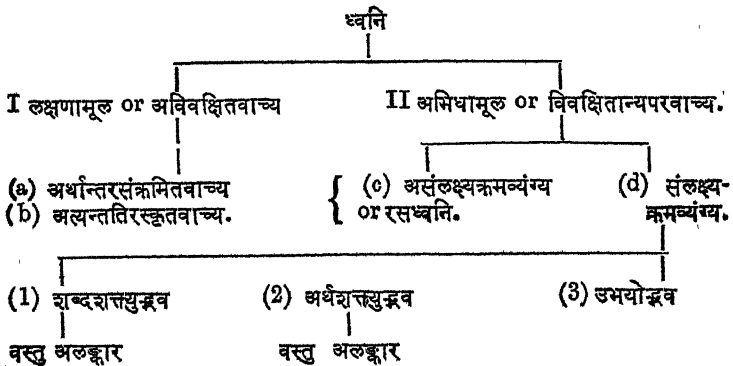 ध्वनि
I लक्षणामूल or अविवक्षितवाच्य II अभिधामूल or विवक्षितान्यपरवाच्य.
(a) अर्थान्तरसंक्रमितवाच्य { (c) असंलक्ष्यक्रमव्यंग्य (d) संलक्ष्य-
(b) अत्यन्ततिरस्कृतवाच्य. or रसध्वनि. क्रमव्यंग्य.
(1) शब्दशक्त्युद्भव (2) अर्थशक्त्युद्भव (3) उभयोद्भव
वस्तु अलङ्कार वस्तु अलङ्कार